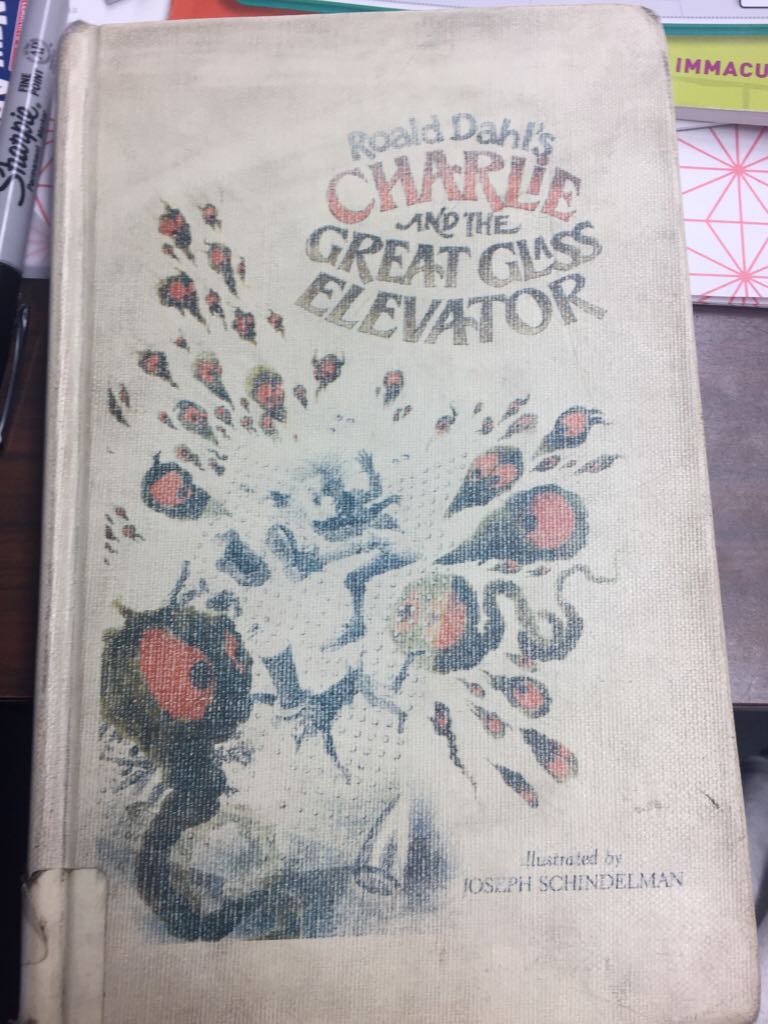 Roald Dahl's
CHARLIE
AND THE
GREAT GLASS
ELEVATOR
illustrated by
JOSEPH SCHINDELMAN
Sharpie
FINE
POINT
IMMACU